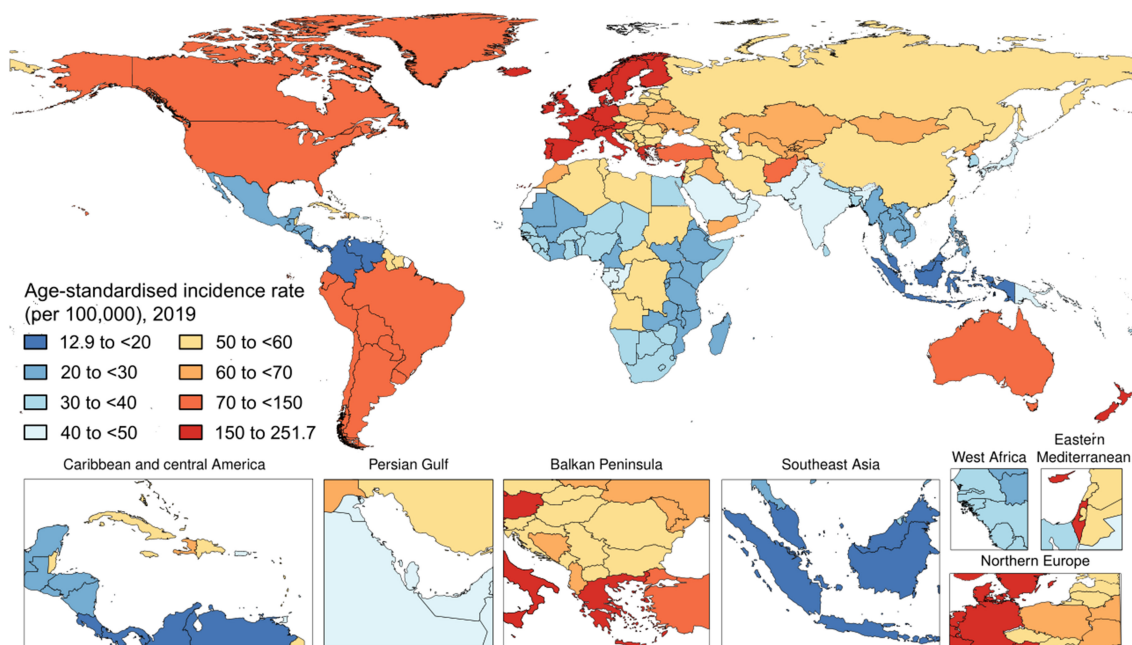 Age-standardised incidence rate
(per 100,000), 2019
12.9 to <20
20 to <30
30 to <40
40 to <50
50 to <60
60 to <70
70 to <150
150 to 251.7
Caribbean and central America
Persian Gulf
Balkan Peninsula
Southeast Asia
West Africa
Eastern
Mediterranean
Northern Europe